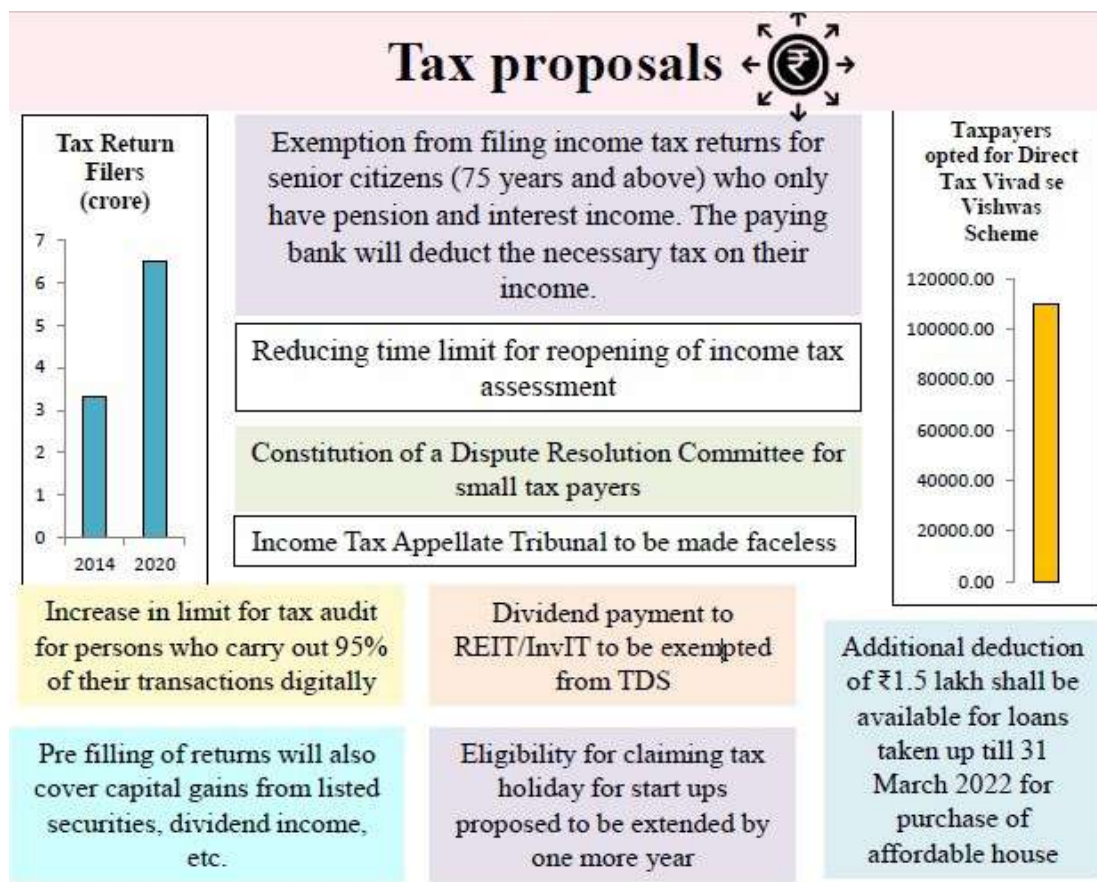 Tax proposals
₹
Tax Return
Filers
(crore)
7
6
5
4
3
2
1
0
2014 2020
Exemption from filing income tax returns for
senior citizens (75 years and above) who only
have pension and interest income. The paying
bank will deduct the necessary tax on their
income.
Reducing time limit for reopening of income tax
assessment
Constitution of a Dispute Resolution Committee for
small tax payers
Income Tax Appellate Tribunal to be made faceless
Taxpayers
opted for Direct
Tax Vivad se
Vishwas
Scheme
120000.00
100000.00
80000.00
60000.00
40000.00
20000.00
0.00
Increase in limit for tax audit
for persons who carry out 95%
of their transactions digitally
Dividend payment to
REIT/InvIT to be exempted
from TDS
Additional deduction
of ₹1.5 lakh shall be
available for loans
taken up till 31
March 2022 for
purchase of
affordable house
Pre filling of returns will also
cover capital gains from listed
securities, dividend income,
etc.
Eligibility for claiming tax
holiday for start ups
proposed to be extended by
one more year